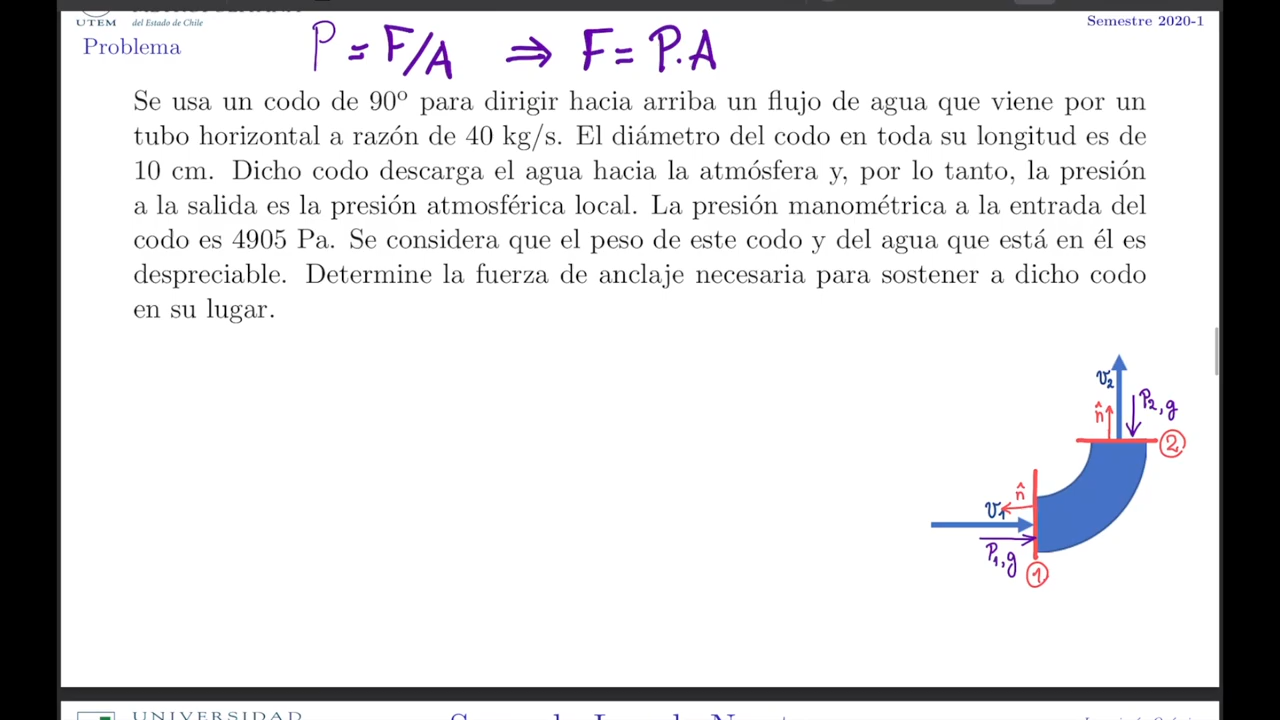 UTEM
del Estado de Chile
Semestre 2020-1
Problema
P = F/A ⇒ F = P.A
Se usa un codo de 90º para dirigir hacia arriba un flujo de agua que viene por un
tubo horizontal a razón de 40 kg/s. El diámetro del codo en toda su longitud es de
10 cm. Dicho codo descarga el agua hacia la atmósfera y, por lo tanto, la presión
a la salida es la presión atmosférica local. La presión manométrica a la entrada del
codo es 4905 Pa. Se considera que el peso de este codo y del agua que está en él es
despreciable. Determine la fuerza de anclaje necesaria para sostener a dicho codo
en su lugar.
v2
P2,g
n̂
2
n̂
v1
P1,g
1
UNIVERSIDAD